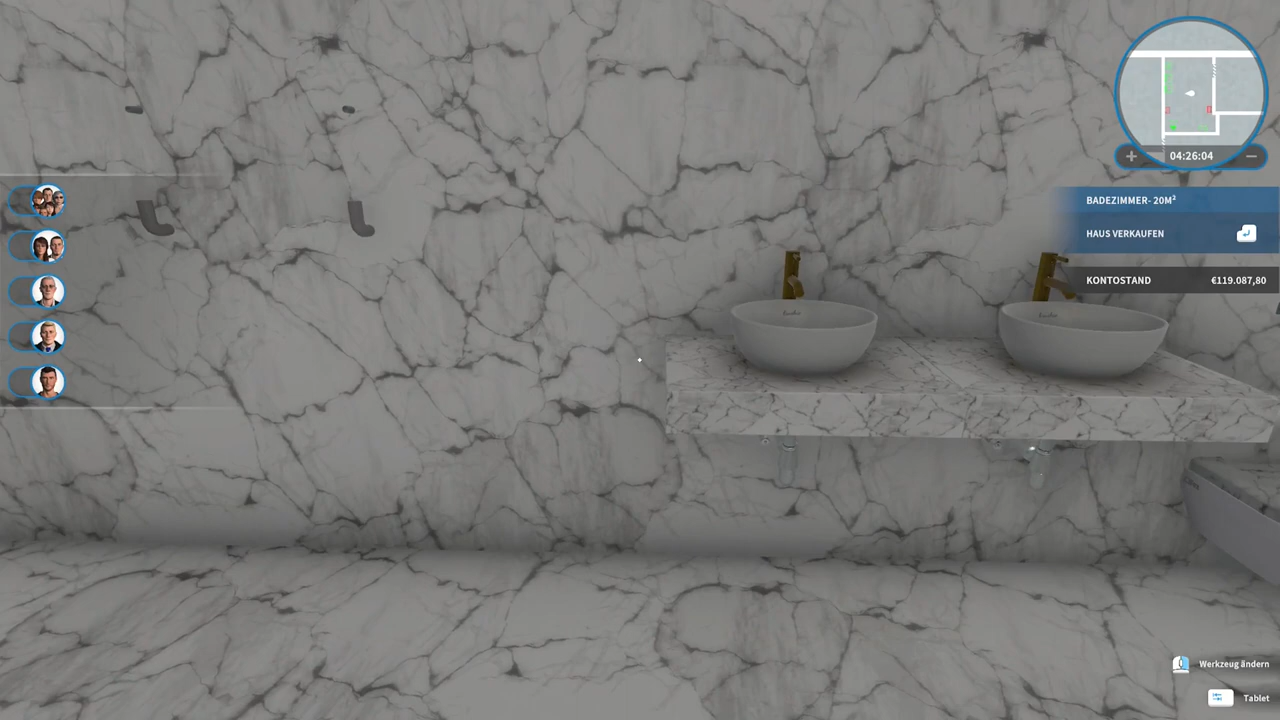 04:26:04
BADEZIMMER- 20M²
HAUS VERKAUFEN
KONTOSTAND €119.087,80
Werkzeug ändern
Tablet